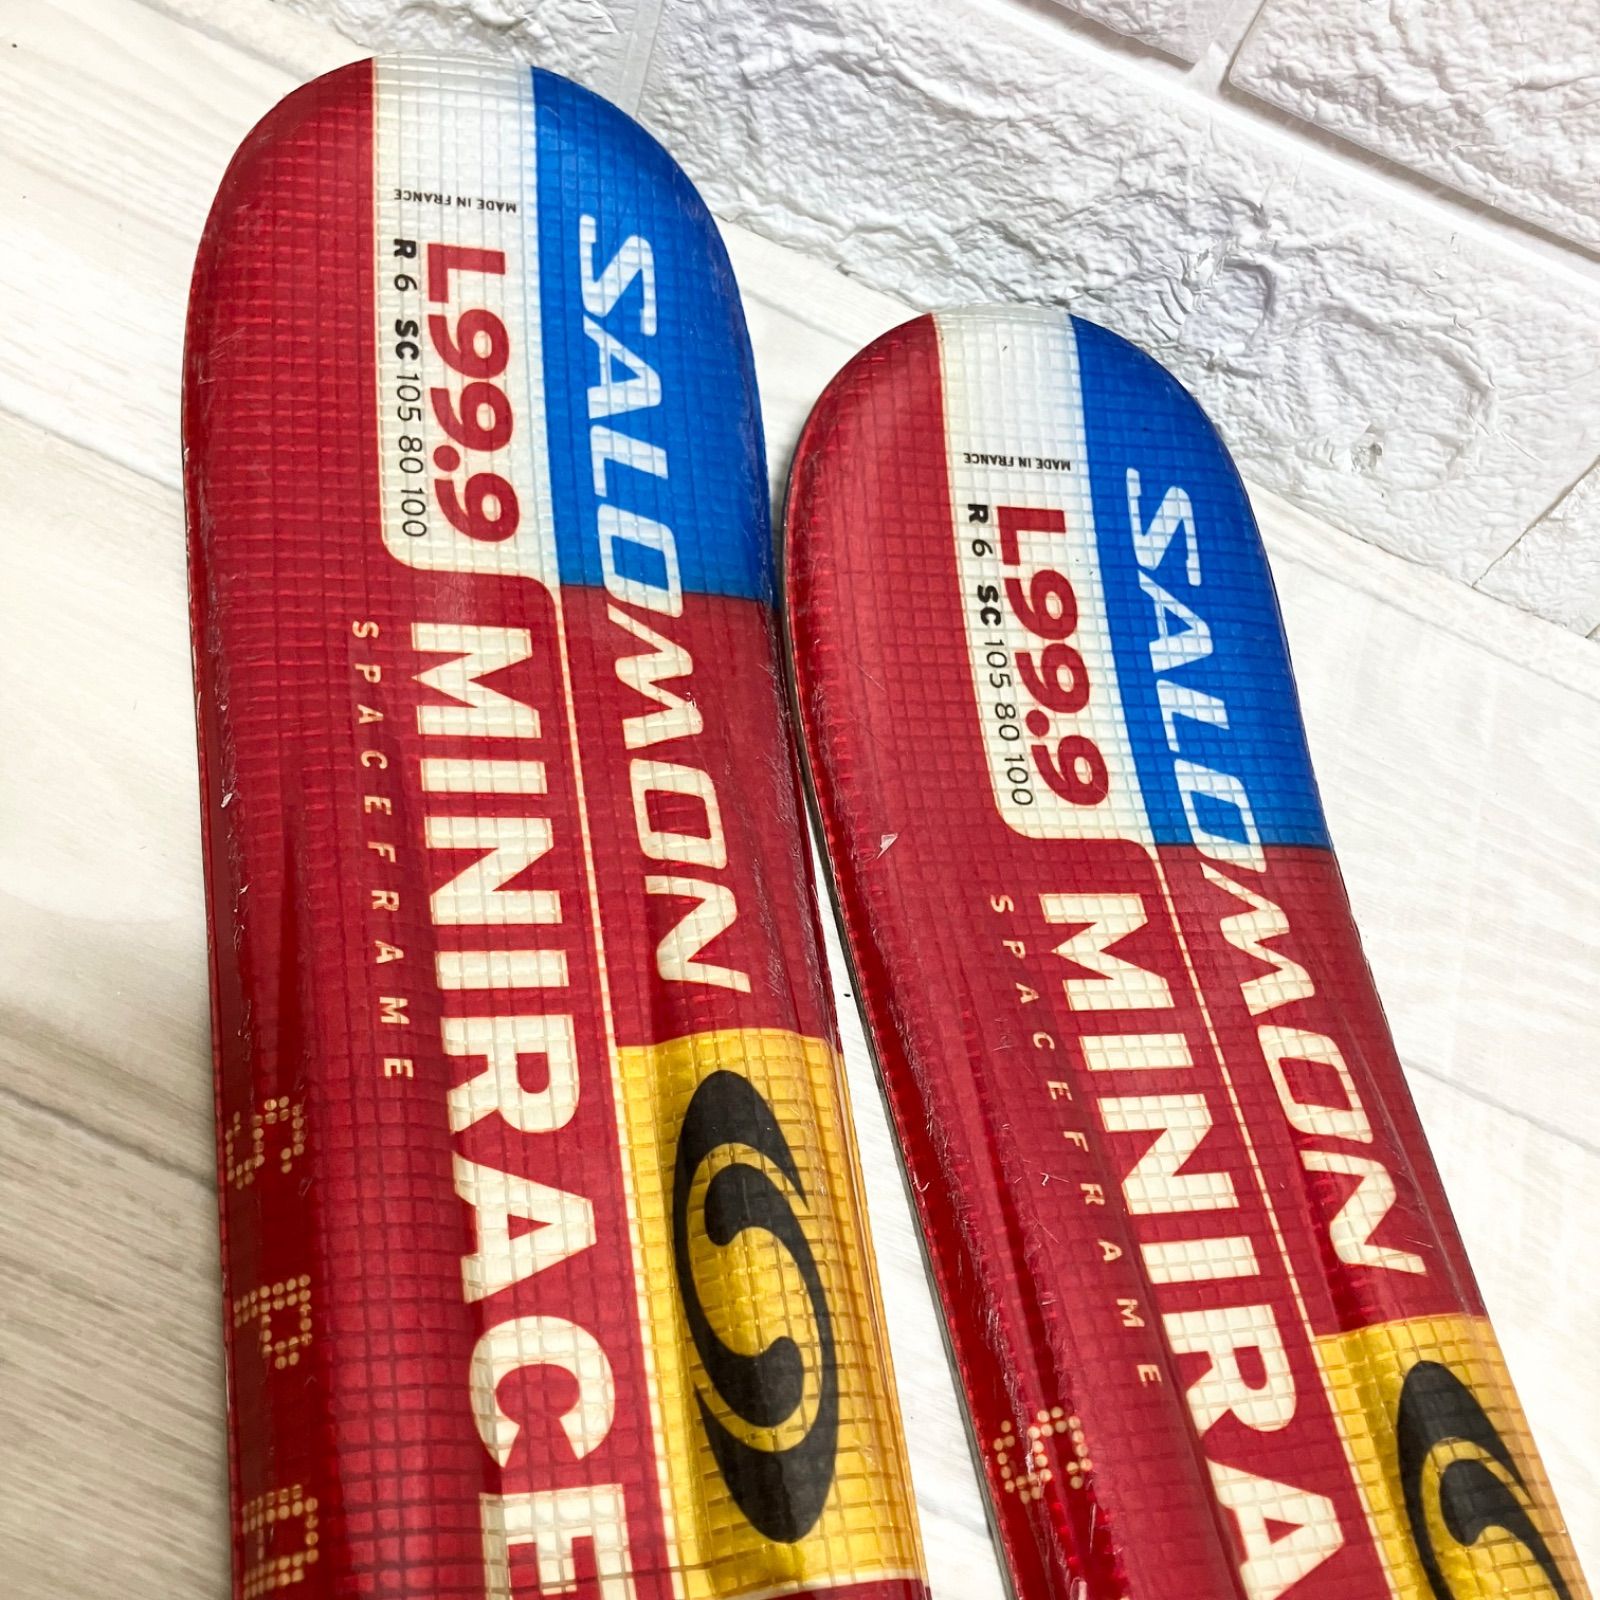 MADE IN FRANCE
L99.9
R 6 SC 105 80 100
SALOMON
MINIRACE
SPACEFRAME
MADE IN FRANCE
L99.9
R 6 SC 105 80 100
SALOMON
MINIRA
SPACEFRAME